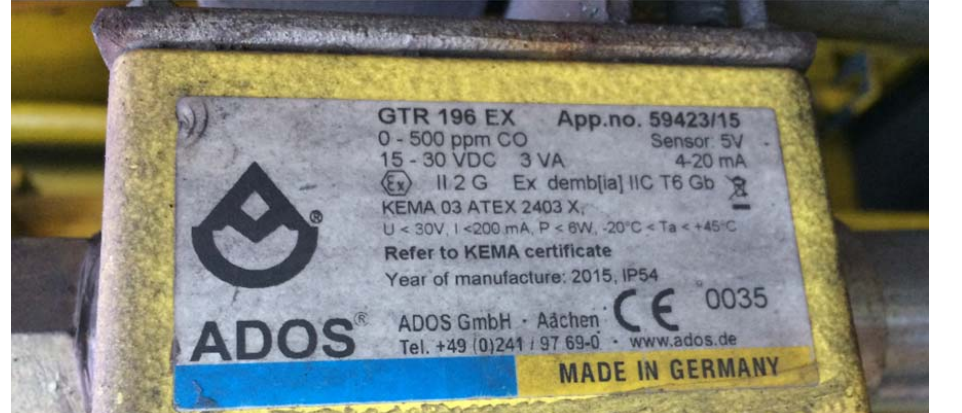 GTR 196 EX App.no. 59423/15
0 - 500 ppm CO Sensor: 5V
15 - 30 VDC 3 VA 4-20 mA
Ex II 2 G Ex demb[ia] IIC T6 Gb
KEMA 03 ATEX 2403 X,
U < 30V, I <200 mA, P < 6W, -20°C < Ta < +45°C
Refer to KEMA certificate
Year of manufacture: 2015, IP54
® CE 0035
ADOS® ADOS GmbH · Aachen
Tel. +49 (0)241 / 97 69-0 · www.ados.de
MADE IN GERMANY